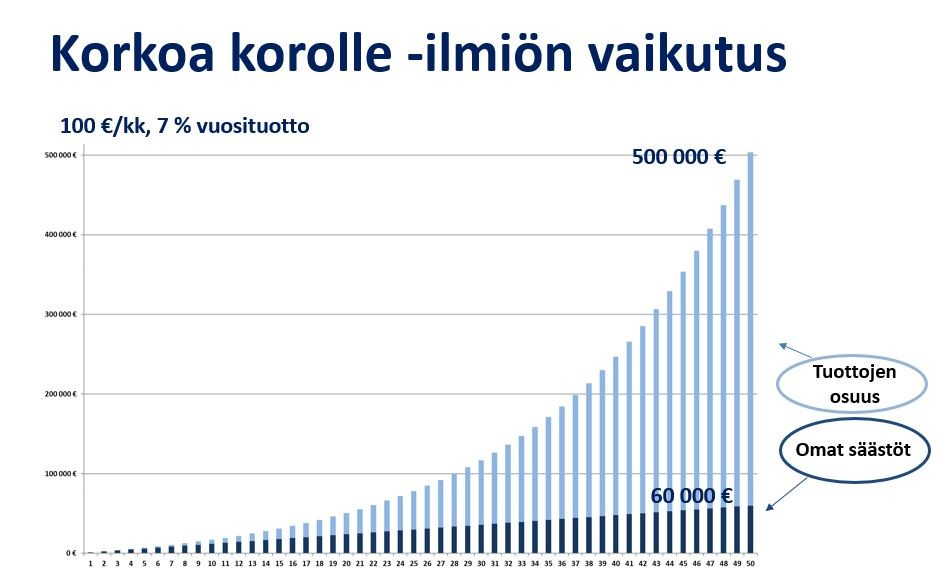 Korkoa korolle -ilmiön vaikutus
100 €/kk, 7 % vuosituotto
500 000 €
500 000 €
400 000 €
300 000 €
200 000 €
Tuottojen
osuus
Omat säästöt
100 000 €
60 000 €
0 €
1 2 3 4 5 6 7 8 9 10 11 12 13 14 15 16 17 18 19 20 21 22 23 24 25 26 27 28 29 30 31 32 33 34 35 36 37 38 39 40 41 42 43 44 45 46 47 48 49 50